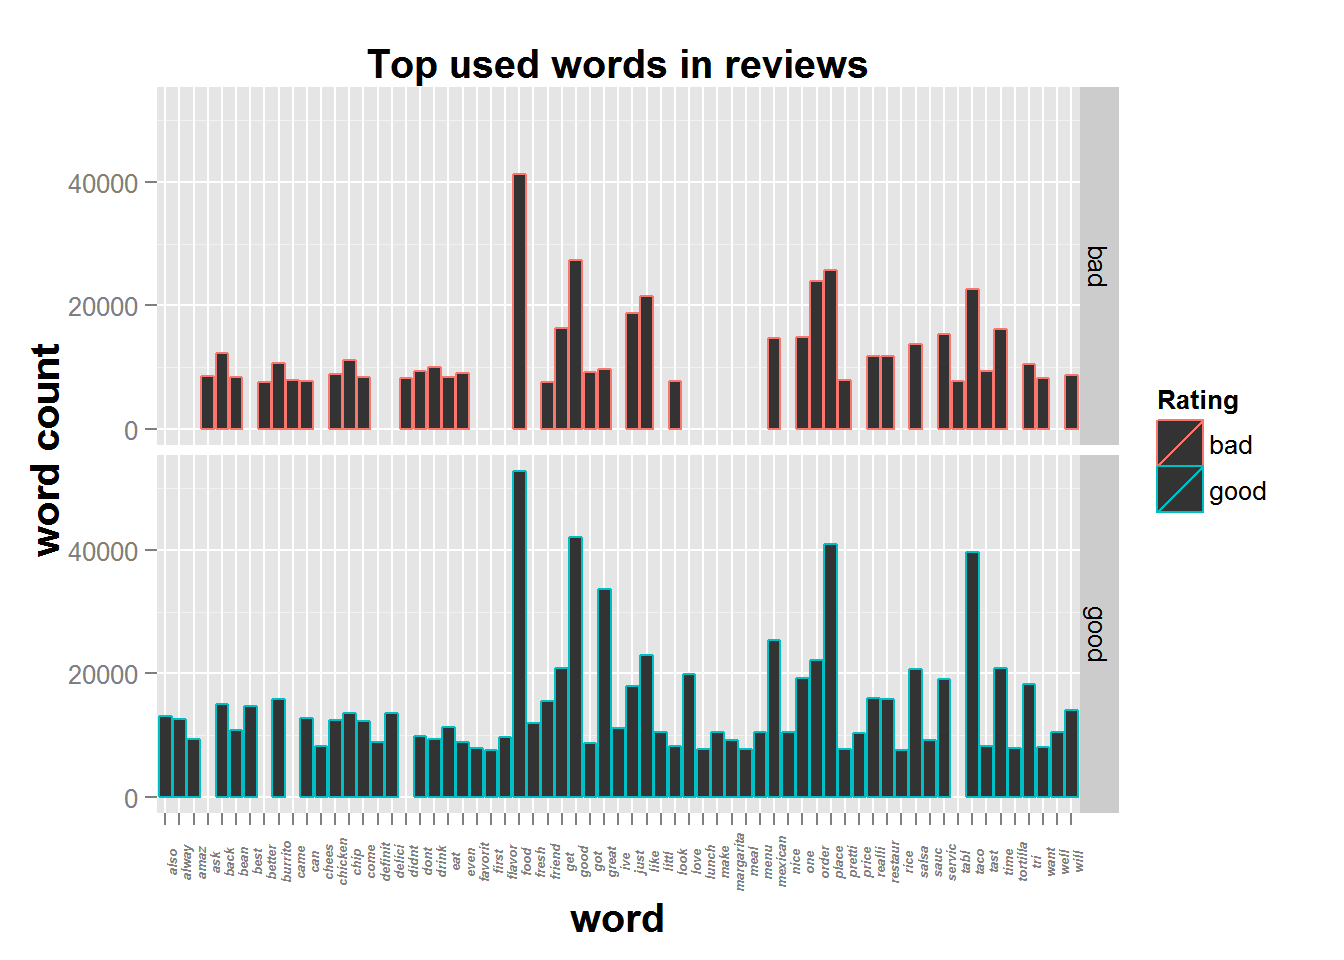 Top used words in reviews
word count
40000
20000
0
bad
40000
20000
0
good
also
alway
amaz
ask
back
bean
best
better
burrito
came
can
chees
chicken
chip
come
definit
delici
didnt
dont
drink
eat
even
favorit
first
flavor
food
fresh
friend
get
good
got
great
ive
just
like
littl
look
love
lunch
make
margarita
meal
menu
mexican
nice
one
order
place
pretti
price
realli
restaur
rice
salsa
sauc
servic
tabl
taco
tast
time
tortilla
tri
want
well
will
word
Rating
bad
good